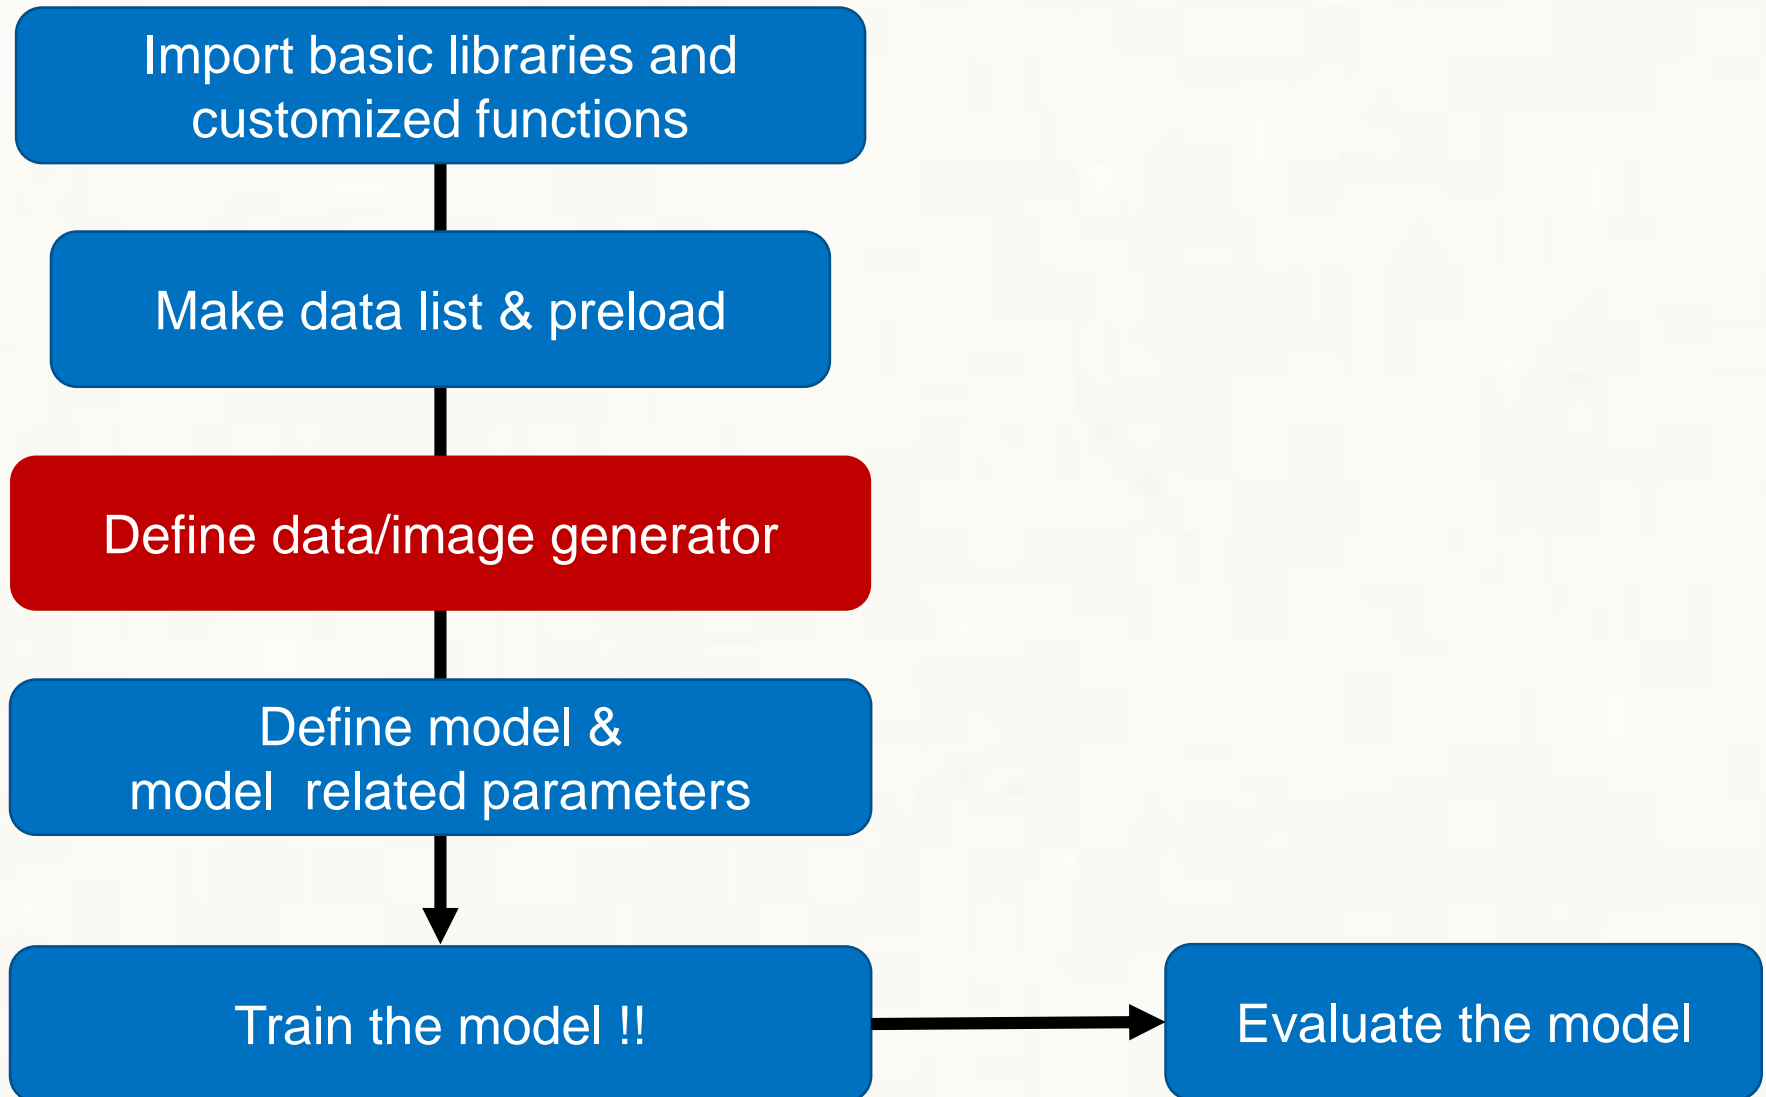 Import basic libraries and
customized functions
Make data list & preload
Define data/image generator
Define model &
model  related parameters
Train the model !!
Evaluate the model